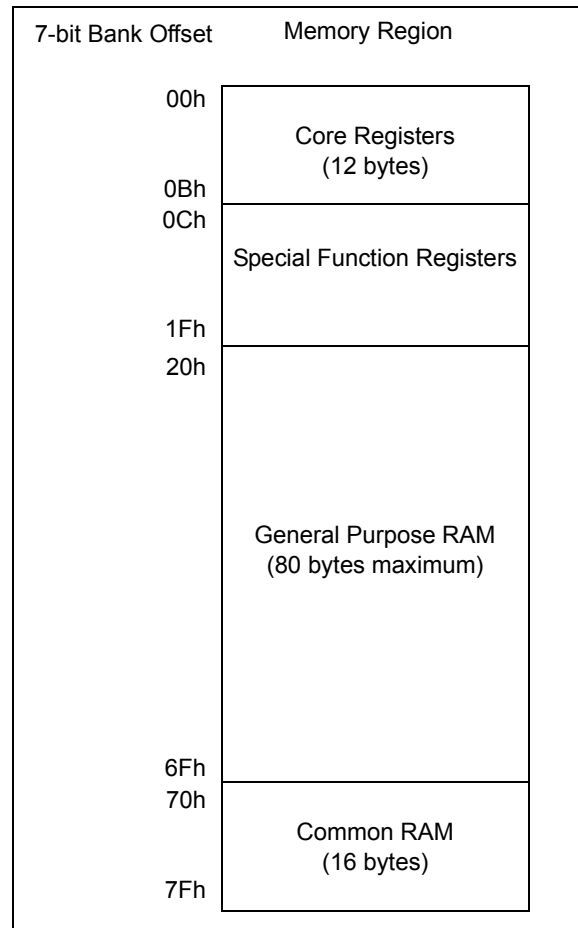 7-bit Bank Offset Memory Region
00h
Core Registers
(12 bytes)
0Bh
0Ch
Special Function Registers
1Fh
20h
General Purpose RAM
(80 bytes maximum)
6Fh
70h
Common RAM
(16 bytes)
7Fh